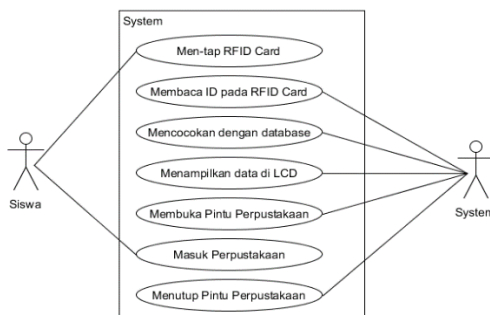 System
Men-tap RFID Card
Membaca ID pada RFID Card
Mencocokan dengan database
Menampilkan data di LCD
Membuka Pintu Perpustakaan
Masuk Perpustakaan
Menutup Pintu Perpustakaan
Siswa
System